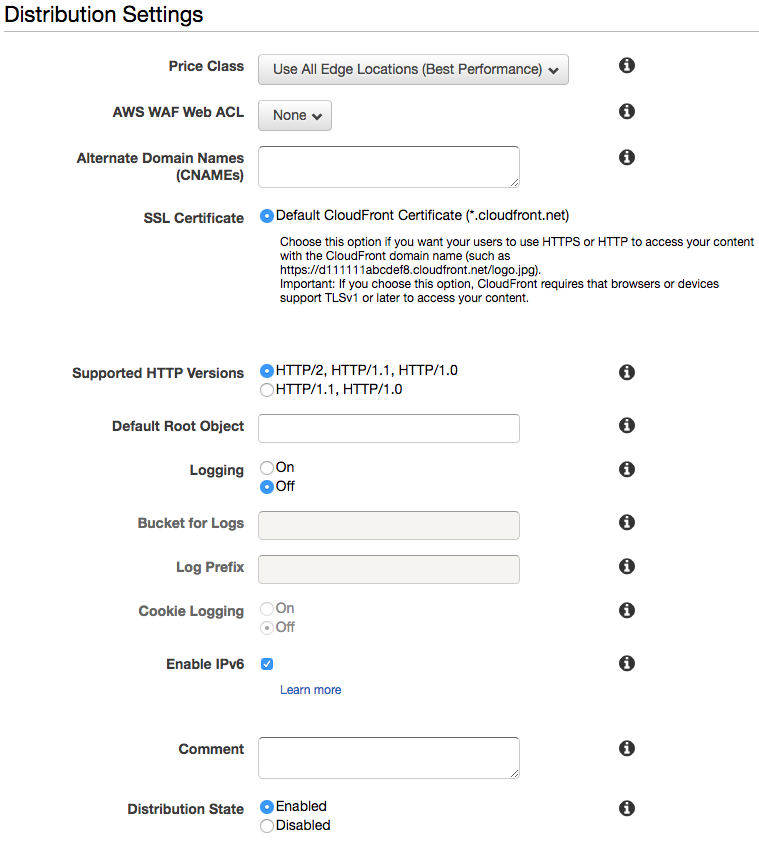 Distribution Settings
Price Class
Use All Edge Locations (Best Performance)
AWS WAF Web ACL
None
Alternate Domain Names
(CNAMEs)
SSL Certificate
Default CloudFront Certificate (*.cloudfront.net)
Choose this option if you want your users to use HTTPS or HTTP to access your content
with the CloudFront domain name (such as
https://d111111abcdef8.cloudfront.net/logo.jpg).
Important: If you choose this option, CloudFront requires that browsers or devices
support TLSv1 or later to access your content.
Supported HTTP Versions
HTTP/2, HTTP/1.1, HTTP/1.0
HTTP/1.1, HTTP/1.0
Default Root Object
Logging
On
Off
Bucket for Logs
Log Prefix
Cookie Logging
On
Off
Enable IPv6
Learn more
Comment
Distribution State
Enabled
Disabled